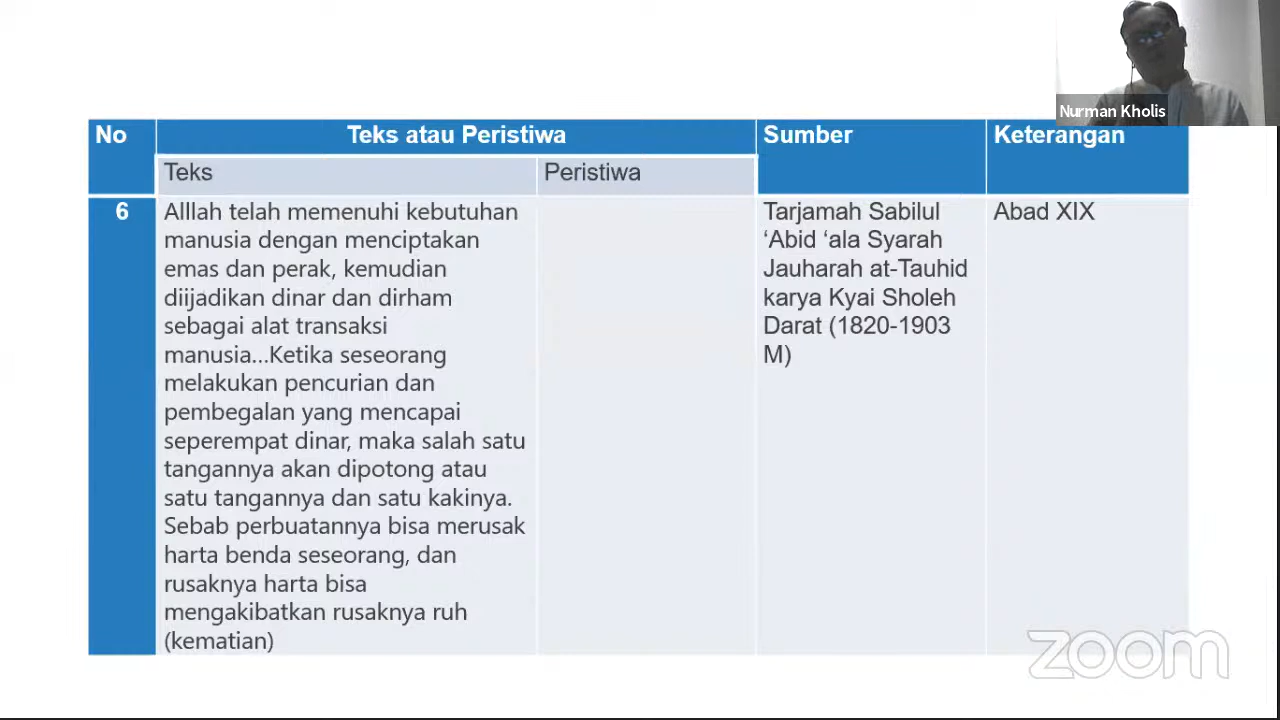 Nurman Kholis
No Teks atau Peristiwa Sumber Keterangan
Teks Peristiwa
6
Alllah telah memenuhi kebutuhan
manusia dengan menciptakan
emas dan perak, kemudian
diijadikan dinar dan dirham
sebagai alat transaksi
manusia...Ketika seseorang
melakukan pencurian dan
pembegalan yang mencapai
seperempat dinar, maka salah satu
tangannya akan dipotong atau
satu tangannya dan satu kakinya.
Sebab perbuatannya bisa merusak
harta benda seseorang, dan
rusaknya harta bisa
mengakibatkan rusaknya ruh
(kematian)
Tarjamah Sabilul
‘Abid ‘ala Syarah
Jauharah at-Tauhid
karya Kyai Sholeh
Darat (1820-1903
M)
Abad XIX
zoom